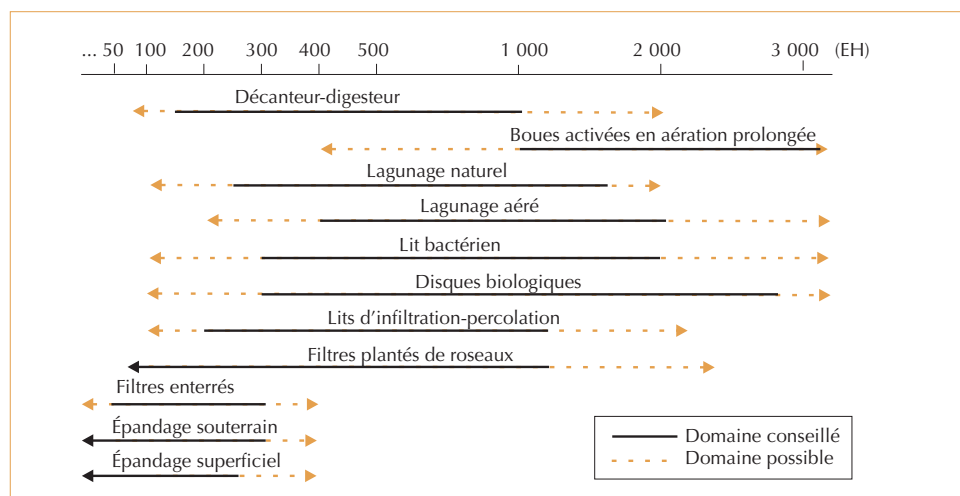 ... 50 100 200 300 400 500 1 000 2 000 3 000 (EH)
Décanteur-digesteur
Boues activées en aération prolongée
Lagunage naturel
Lagunage aéré
Lit bactérien
Disques biologiques
Lits d'infiltration-percolation
Filtres plantés de roseaux
Filtres enterrés
Épandage souterrain
Épandage superficiel
Domaine conseillé
Domaine possible